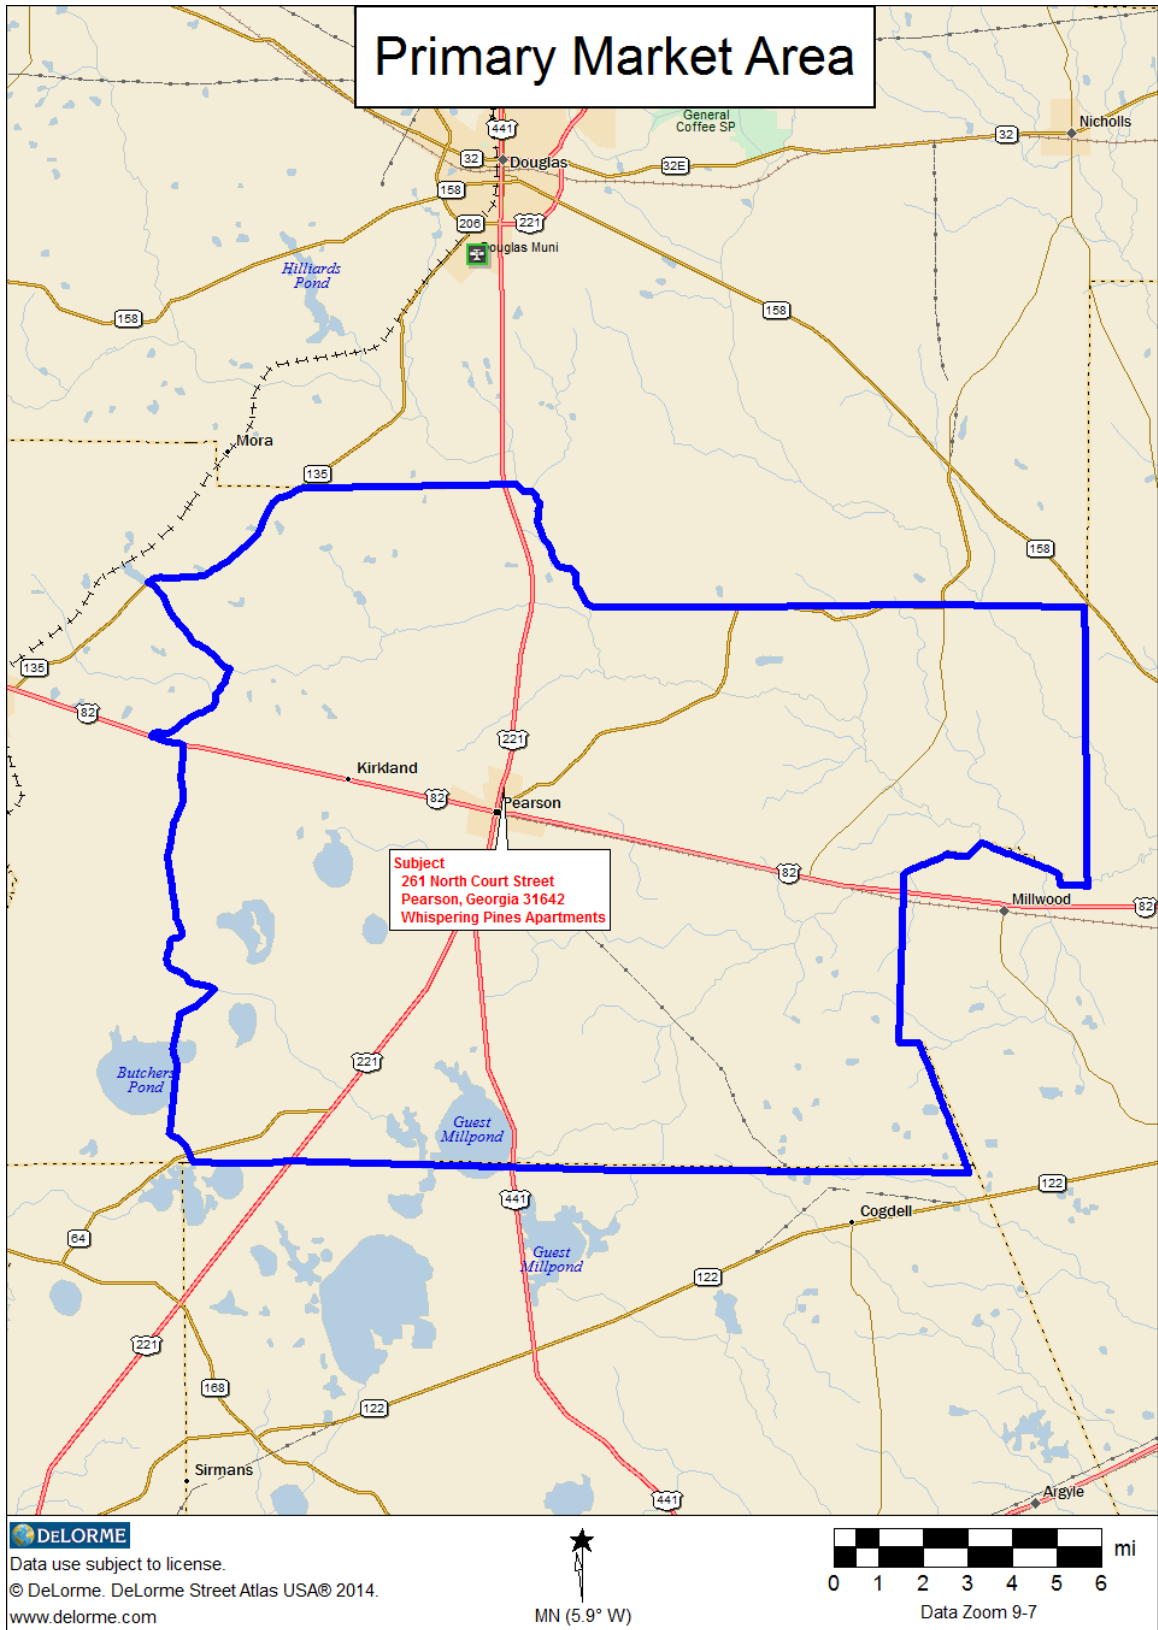 Primary Market Area
General
Coffee SP
Nicholls
441
32
32
Douglas
32E
158
206
221
Douglas Muni
Hilliards
Pond
158
158
Mora
135
158
135
82
221
Kirkland
82
Pearson
Subject
261 North Court Street
Pearson, Georgia 31642
Whispering Pines Apartments
82
Millwood
82
221
Butchers
Pond
Guest
Millpond
122
441
Cogdell
64
Guest
Millpond
122
221
168
122
Sirmans
441
Argyle
DELORME
Data use subject to license.
© DeLorme. DeLorme Street Atlas USA® 2014.
www.delorme.com
MN (5.9° W)
mi
0 1 2 3 4 5 6
Data Zoom 9-7